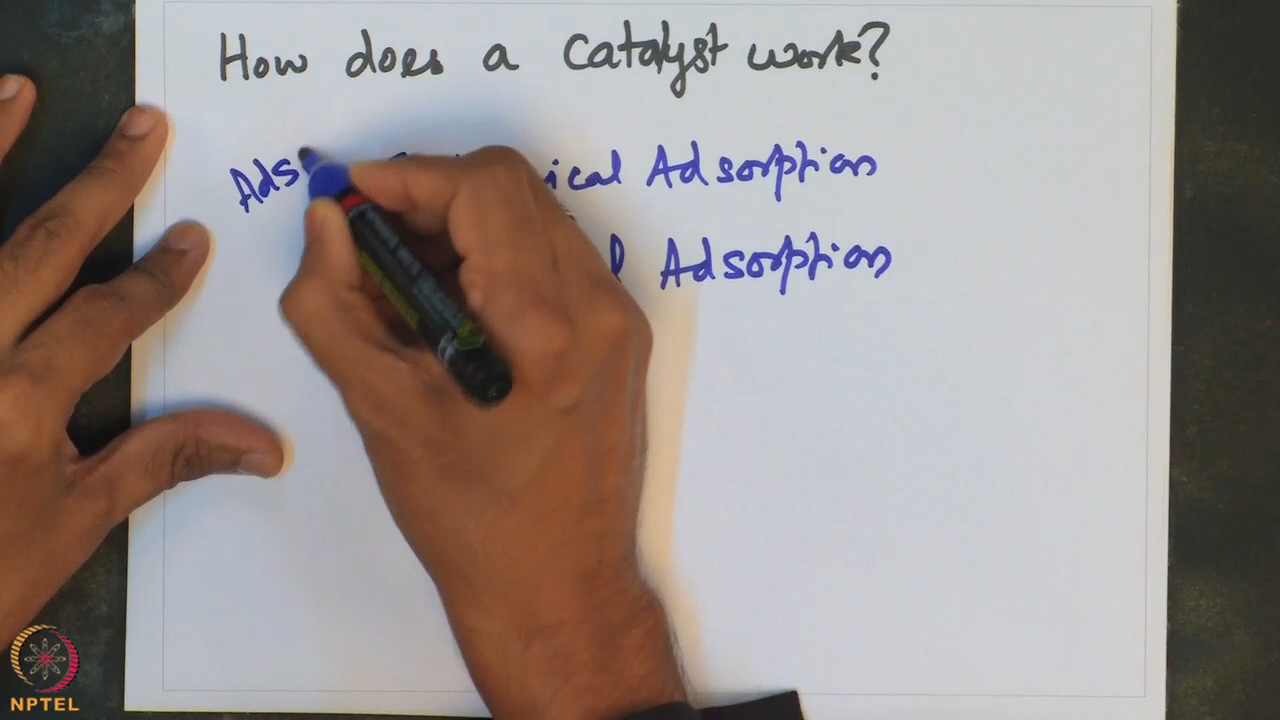 How does a Catalyst work?
Ads ical Adsorption
l Adsorption
NPTEL